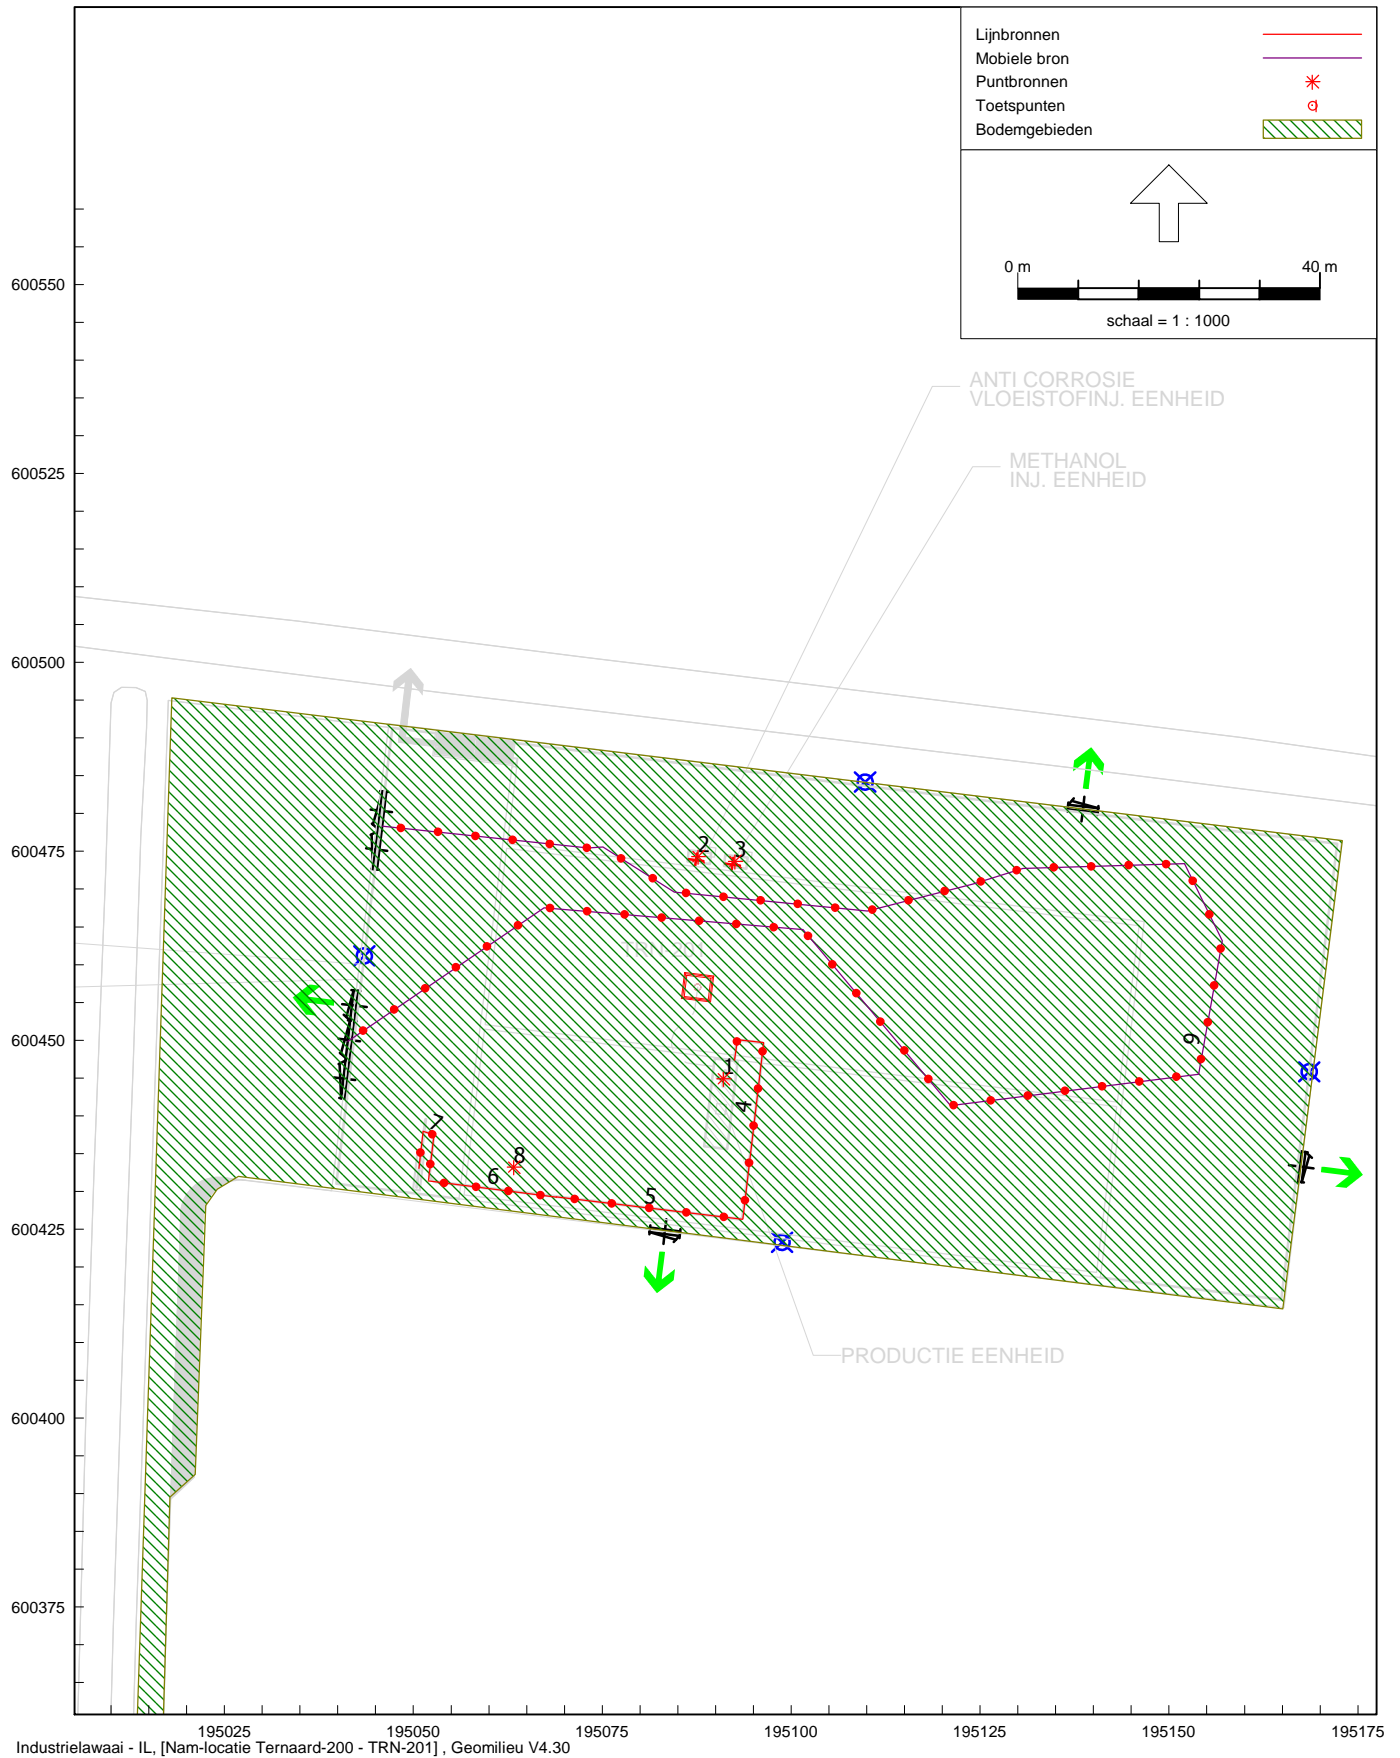 Lijnbronnen
Mobiele bron
Puntbronnen
Toetspunten
Bodemgebieden
0 m
40 m
schaal = 1 : 1000
600550
600525
600500
600475
600450
600425
600400
600375
ANTI CORROSIE
VLOEISTOFINJ. EENHEID
METHANOL
INJ. EENHEID
2
3
TRN-201
1
4
9
7
8
6
5
PRODUCTIE EENHEID
195025
195050
195075
195100
195125
195150
195175
Industrielawaai - IL, [Nam-locatie Ternaard-200 - TRN-201] , Geomilieu V4.30